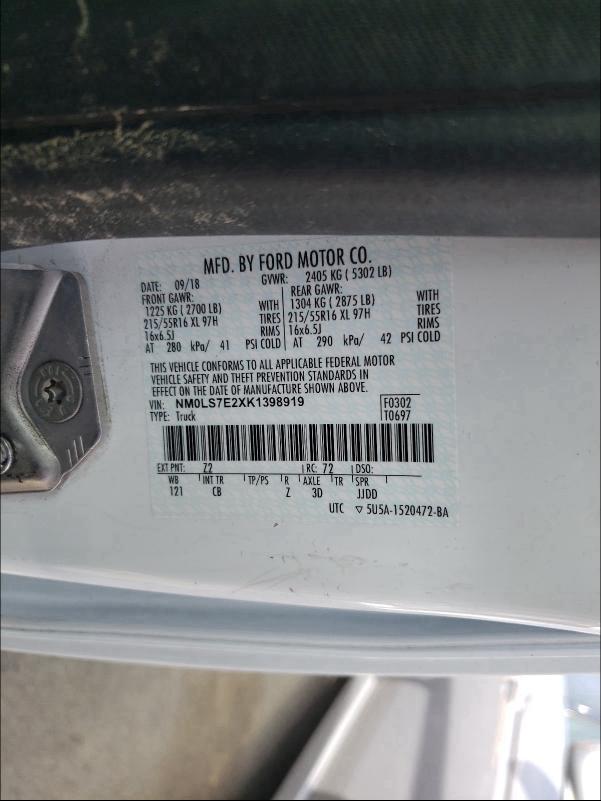 MFD. BY FORD MOTOR CO.
DATE: 09/18 GVWR: 2405 KG ( 5302 LB)
FRONT GAWR: REAR GAWR:
1225 KG ( 2700 LB) WITH 1304 KG ( 2875 LB) WITH
215/55R16 XL 97H TIRES 215/55R16 XL 97H TIRES
16x6.5J RIMS 16x6.5J RIMS
AT 280 kPa/ 41 PSI COLD AT 290 kPa/ 42 PSI COLD
THIS VEHICLE CONFORMS TO ALL APPLICABLE FEDERAL MOTOR
VEHICLE SAFETY AND THEFT PREVENTION STANDARDS IN
EFFECT ON THE DATE OF MANUFACTURE SHOWN ABOVE.
VIN: NM0LS7E2XK1398919 F0302
TYPE: Truck T0697
EXT PNT: Z2 RC: 72 DSO:
WB INT TR TP/PS R AXLE TR SPR
121 CB Z 3D JJDD
UTC ▽ 5U5A-1520472-BA